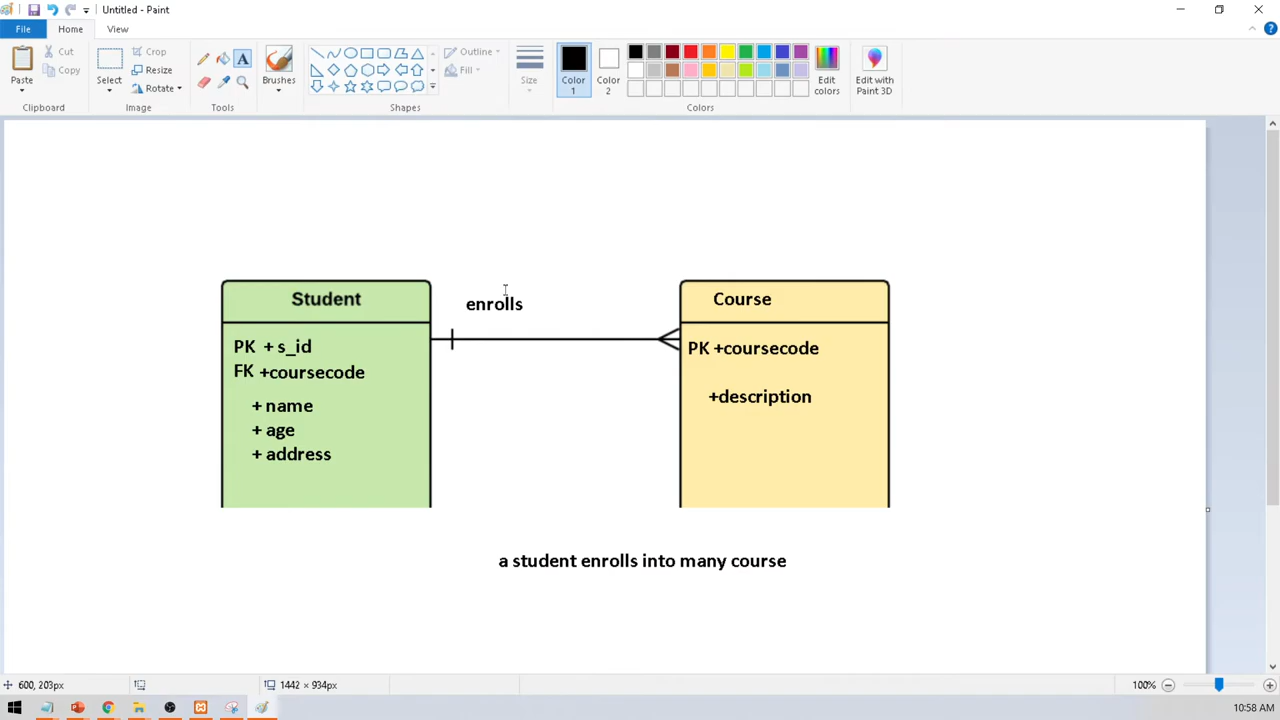 Untitled - Paint
File Home View
Paste
Cut
Copy
Clipboard
Select
Crop
Resize
Rotate
Image
Tools
Brushes
Shapes
Outline
Fill
Size
Color 1
Color 2
Edit colors
Colors
Edit with Paint 3D
enrolls
Student
PK + s_id
FK +coursecode
+ name
+ age
+ address
Course
PK +coursecode
+description
a student enrolls into many course
600, 203px
1442 × 934px
100%
10:58 AM